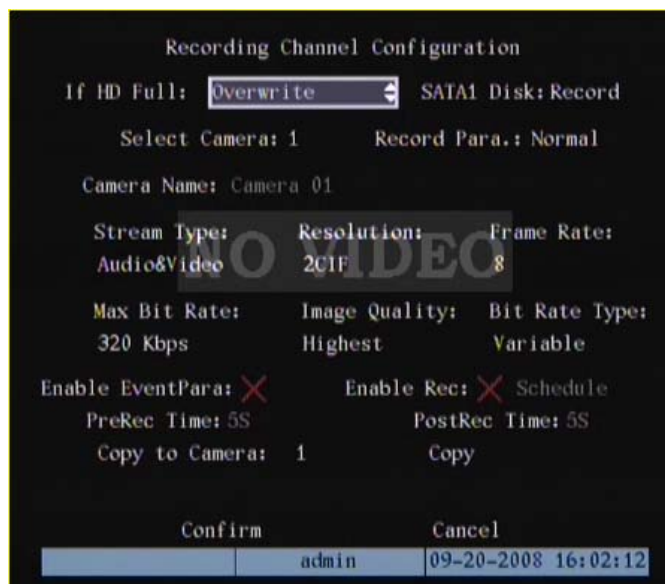 Recording Channel Configuration
If HD Full: Overwrite SATA1 Disk: Record
Select Camera: 1 Record Para.: Normal
Camera Name: Camera 01
NO VIDEO
Stream Type: Resolution: Frame Rate:
Audio&Video 2CIF 8
Max Bit Rate: Image Quality: Bit Rate Type:
320 Kbps Highest Variable
Enable EventPara: Enable Rec: Schedule
PreRec Time: 5S PostRec Time: 5S
Copy to Camera: 1 Copy
Confirm Cancel
admin 09-20-2008 16:02:12